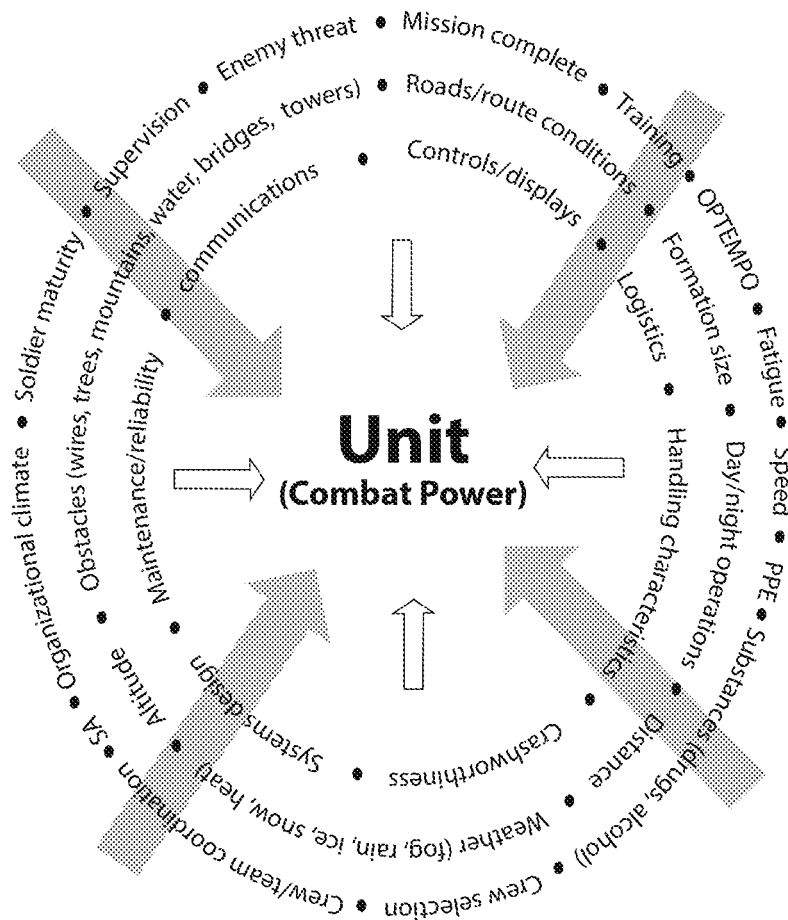 Enemy threat • Mission complete • Training • OPTEMPO • Fatigue • Speed • PPE • Substances (drugs, alcohol) • Crew selection • Crew/team coordination • SA • Organizational climate • Soldier maturity • Supervision •
Obstacles (wires, trees, mountains, water, bridges, towers) • Roads/route conditions • Formation size • Day/night operations • Distance • Weather (fog, rain, ice, snow, heat) • Altitude •
communications • Controls/displays • Logistics • Handling characteristics • Crashworthiness • Systems design • Maintenance/reliability •
Unit
(Combat Power)